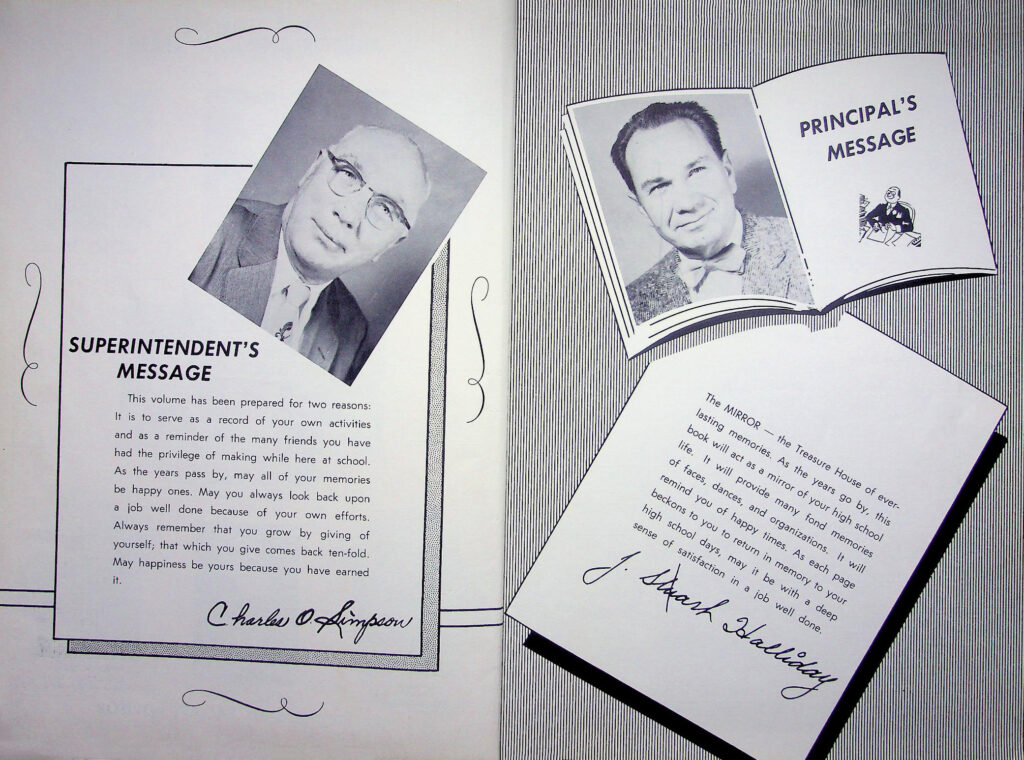 SUPERINTENDENT'S
MESSAGE
This volume has been prepared for two reasons:
It is to serve as a record of your own activities
and as a reminder of the many friends you have
had the privilege of making while here at school.
As the years pass by, may all of your memories
be happy ones. May you always look back upon
a job well done because of your own efforts.
Always remember that you grow by giving of
yourself; that which you give comes back ten-fold.
May happiness be yours because you have earned
it.
Charles O. Simpson
PRINCIPAL'S
MESSAGE
The MIRROR — the Treasure House of ever-
lasting memories. As the years go by, this
book will act as a mirror of your high school
life. It will provide many fond memories
of faces, dances, and organizations. It will
remind you of happy times. As each page
beckons to you to return in memory to your
high school days, may it be with a deep
sense of satisfaction in a job well done.
J. Halliday